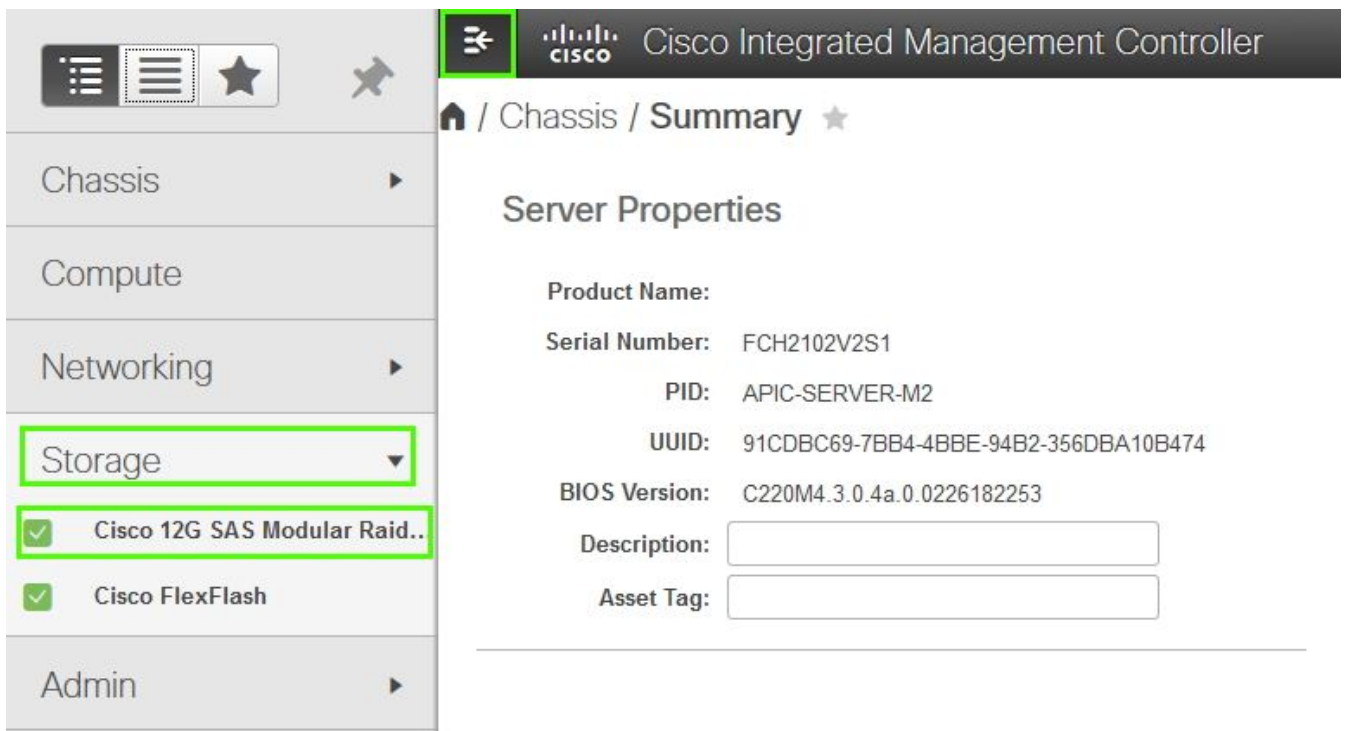 Chassis
Compute
Networking
Storage
Cisco 12G SAS Modular Raid...
Cisco FlexFlash
Admin
CISCO Cisco Integrated Management Controller
/ Chassis / Summary
Server Properties
Product Name:
Serial Number: FCH2102V2S1
PID: APIC-SERVER-M2
UUID: 91CDBC69-7BB4-4BBE-94B2-356DBA10B474
BIOS Version: C220M4.3.0.4a.0.0226182253
Description:
Asset Tag: